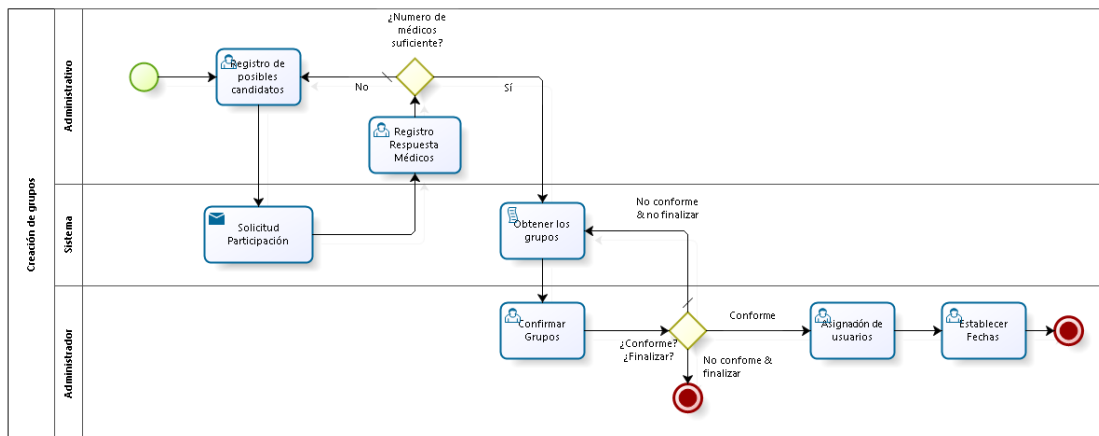 Creación de grupos
Administrativo
¿Numero de
médicos
suficiente?
Registro de
posibles
candidatos
No
Sí
Registro
Respuesta
Médicos
Sistema
Solicitud
Participación
Obtener los
grupos
No conforme
& no finalizar
Administrador
Confirmar
Grupos
¿Conforme?
¿Finalizar?
Conforme
No confome &
finalizar
Asignación de
usuarios
Establecer
Fechas